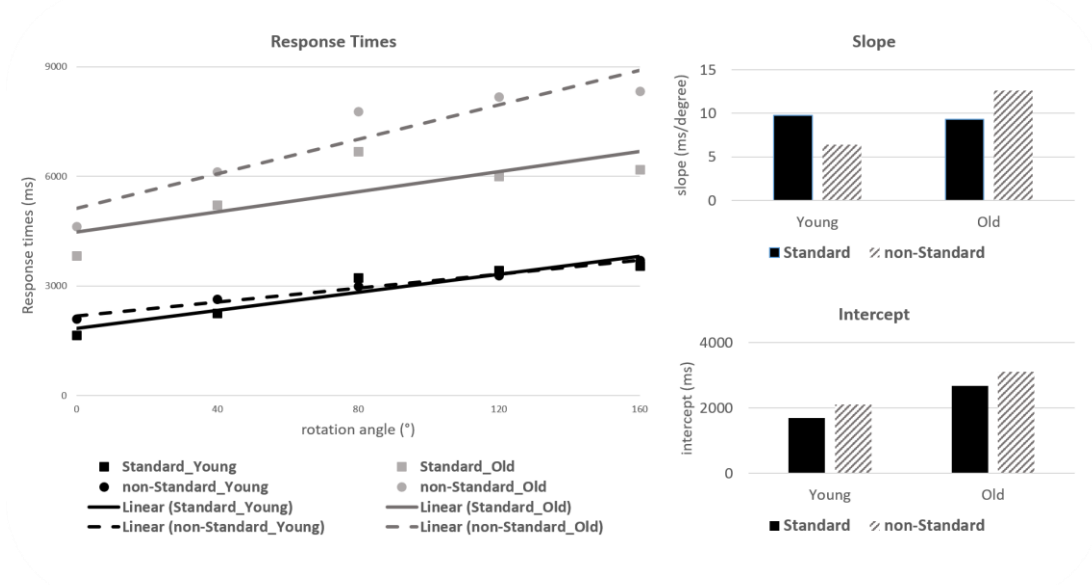 Response Times
9000
6000
3000
0
Response times (ms)
0 40 80 120 160
rotation angle (°)
Standard_Young
Standard_Old
non-Standard_Young
non-Standard_Old
Linear (Standard_Young)
Linear (Standard_Old)
Linear (non-Standard_Young)
Linear (non-Standard_Old)
Slope
15
10
5
0
slope (ms/degree)
Young Old
Standard non-Standard
Intercept
4000
2000
0
intercept (ms)
Young Old
Standard non-Standard